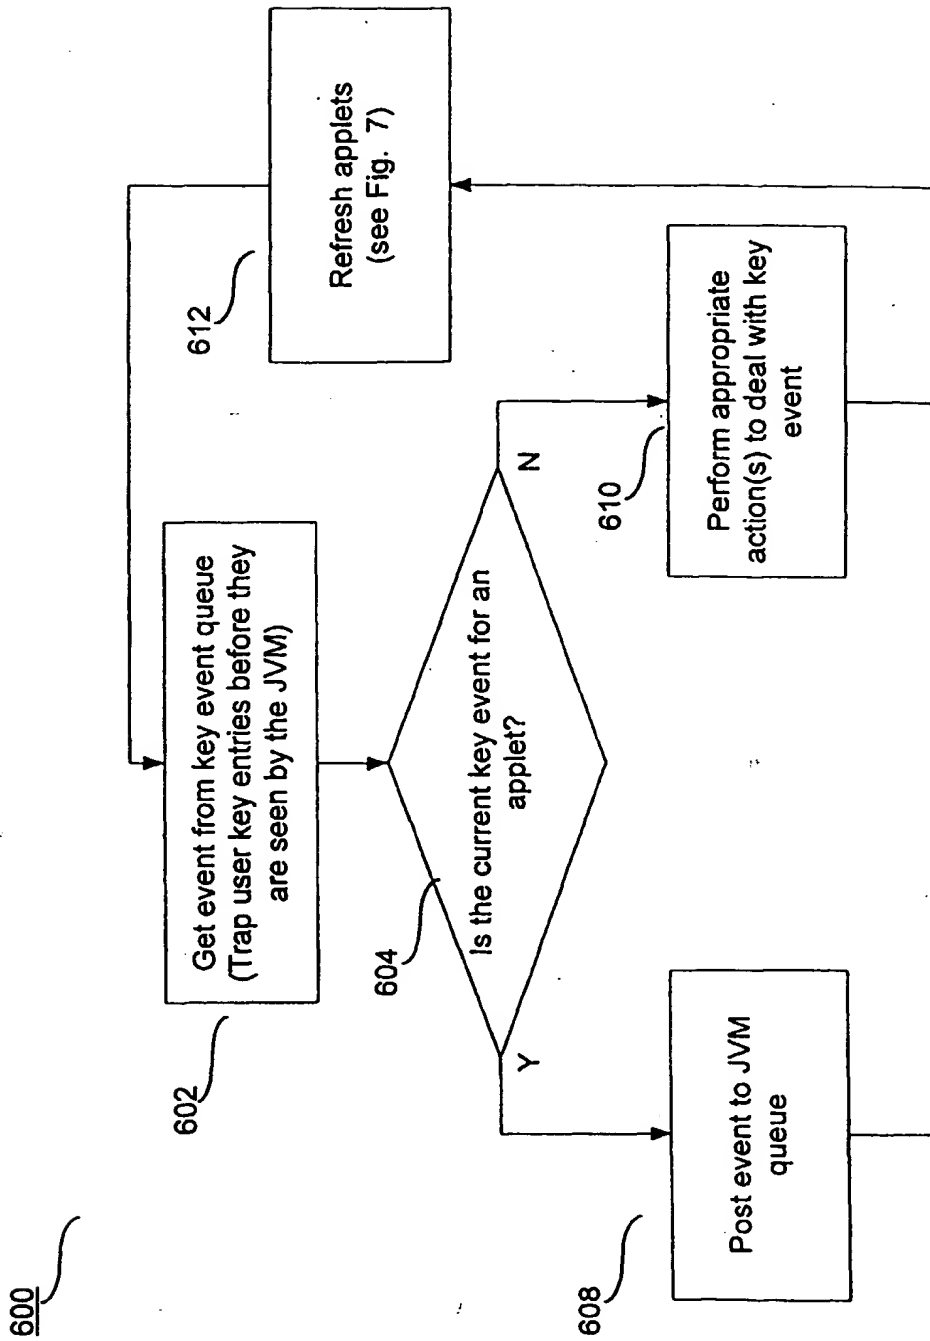 600
602
Get event from key event queue
(Trap user key entries before they
are seen by the JVM)
604
Is the current key event for an
applet?
Y
N
608
Post event to JVM
queue
610
Perform appropriate
action(s) to deal with key
event
612
Refresh applets
(see Fig. 7)